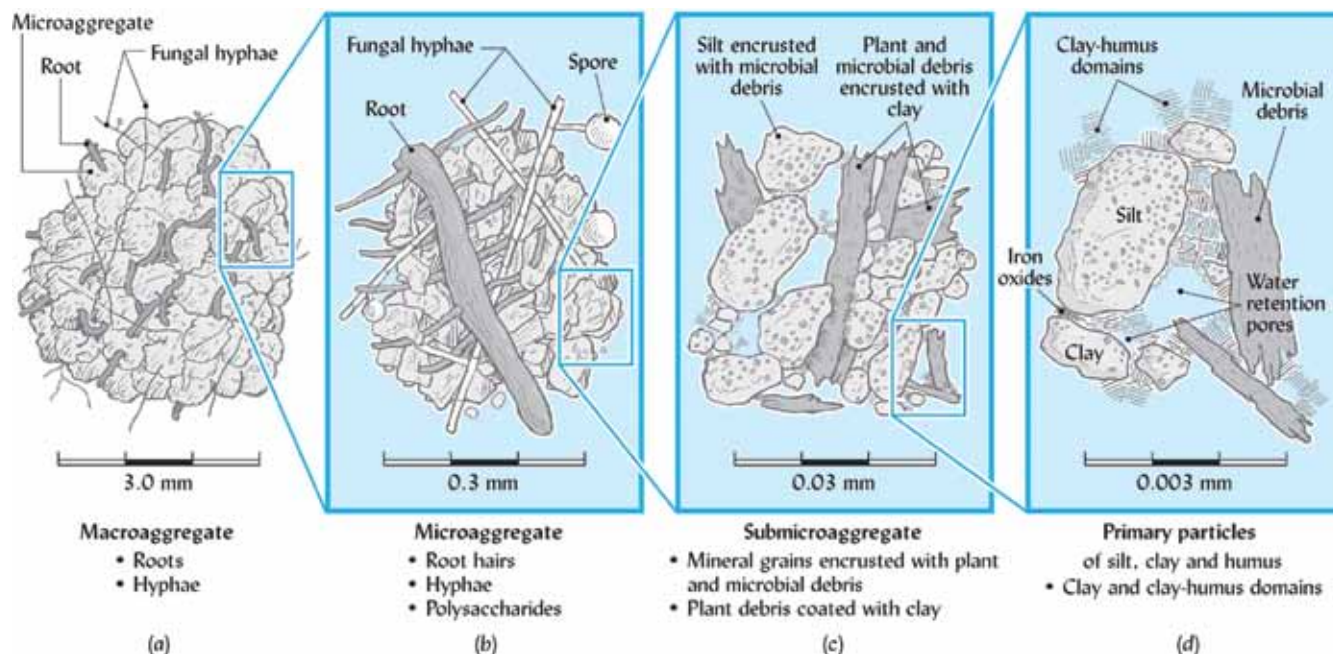 Microaggregate
Root
Fungal hyphae
3.0 mm
Macroaggregate
• Roots
• Hyphae
(a)
Fungal hyphae
Spore
Root
0.3 mm
Microaggregate
• Root hairs
• Hyphae
• Polysaccharides
(b)
Silt encrusted
with microbial
debris
Plant and
microbial debris
encrusted with
clay
0.03 mm
Submicroaggregate
• Mineral grains encrusted with plant
and microbial debris
• Plant debris coated with clay
(c)
Clay-humus
domains
Microbial
debris
Silt
Iron
oxides
Water
retention
pores
Clay
0.003 mm
Primary particles
of silt, clay and humus
• Clay and clay-humus domains
(d)